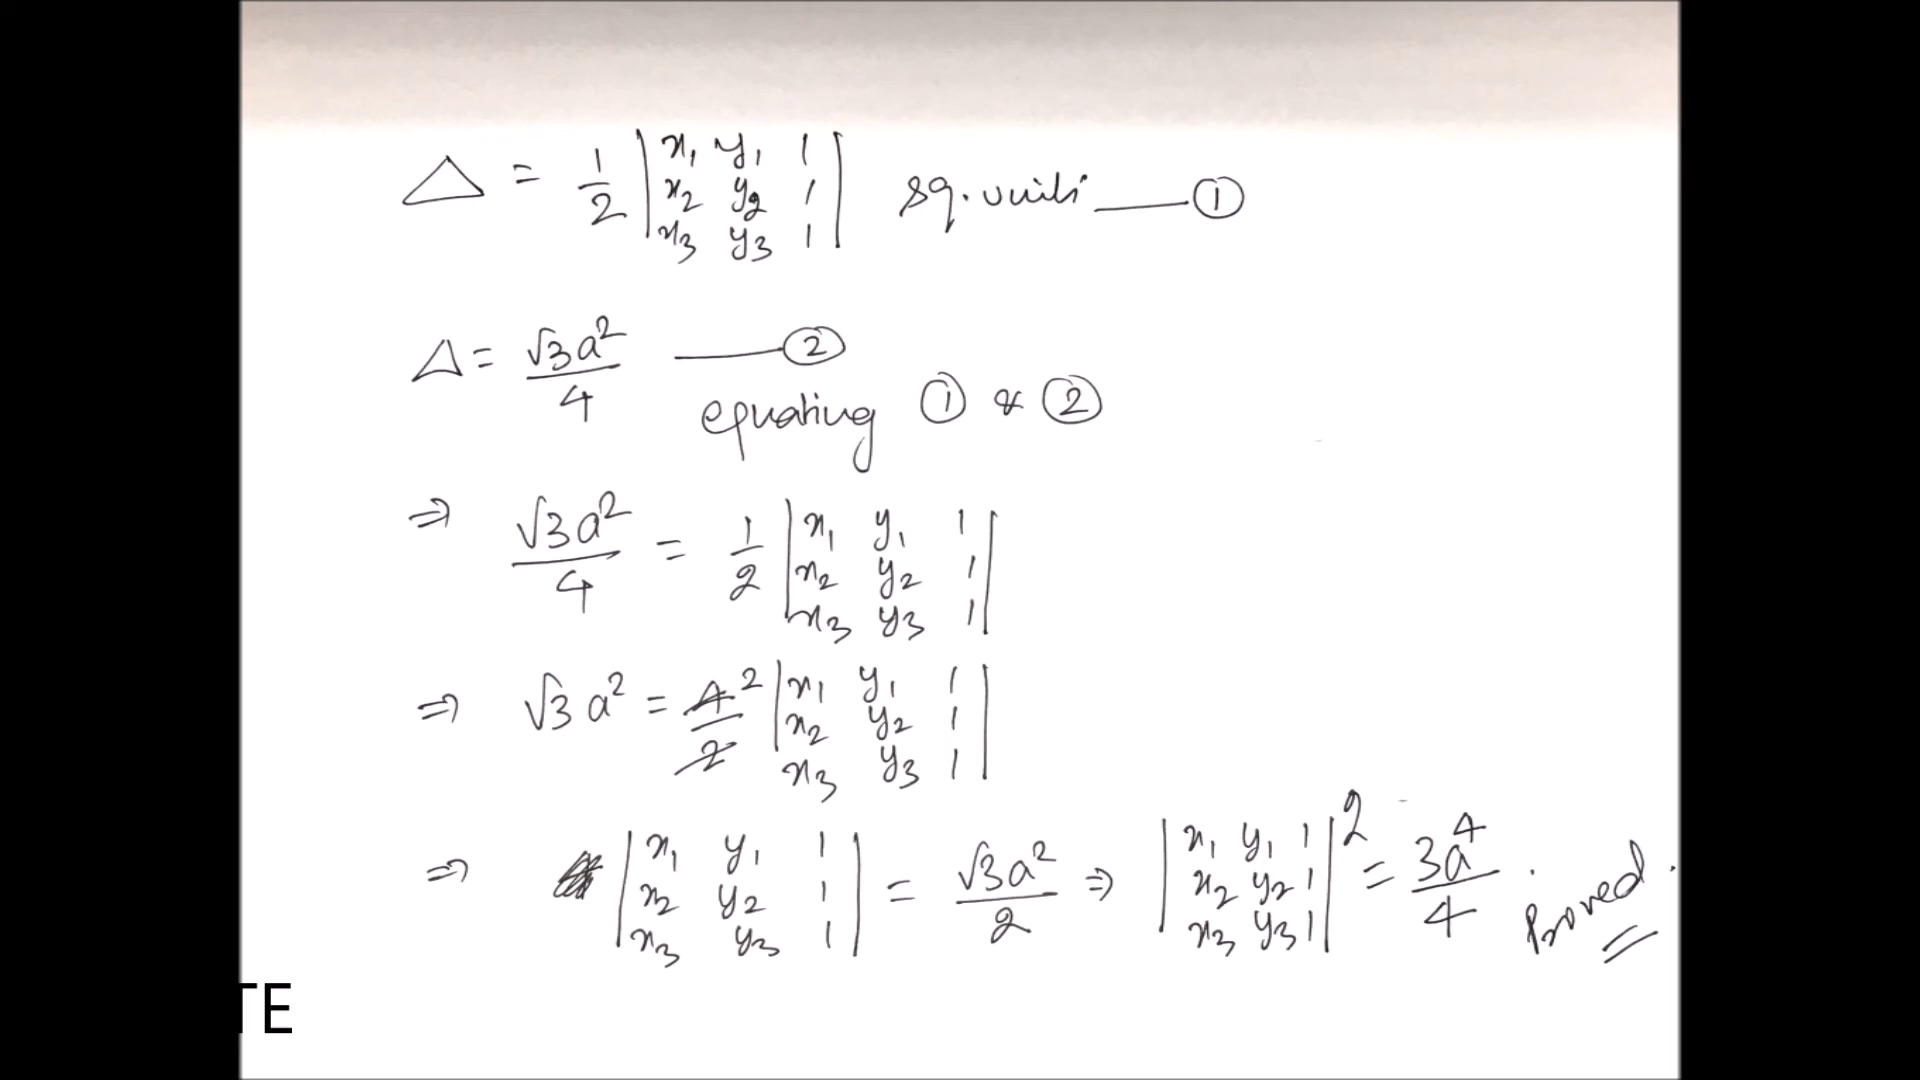 △ = 1/2 | x₁ y₁ 1 | sq. units —— ①
| x₂ y₂ 1 |
| x₃ y₃ 1 |
△ = √3a²/4 —— ②
equating ① & ②
⇒ √3a²/4 = 1/2 | x₁ y₁ 1 |
| x₂ y₂ 1 |
| x₃ y₃ 1 |
⇒ √3 a² = 4/2 2 | x₁ y₁ 1 |
| x₂ y₂ 1 |
| x₃ y₃ 1 |
⇒ | x₁ y₁ 1 | = √3a²/2 ⇒ | x₁ y₁ 1 |² = 3a⁴/4 . Proved.
| x₂ y₂ 1 | | x₂ y₂ 1 |
| x₃ y₃ 1 | | x₃ y₃ 1 |
TE